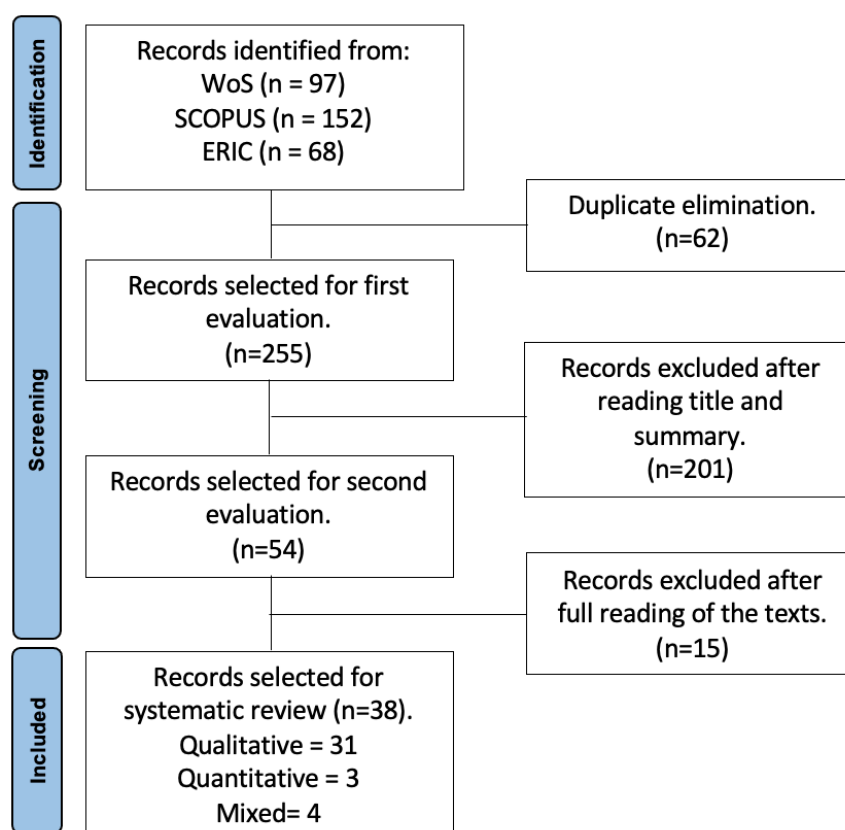 Identification
Records identified from:
WoS (n = 97)
SCOPUS (n = 152)
ERIC (n = 68)
Duplicate elimination.
(n=62)
Screening
Records selected for first
evaluation.
(n=255)
Records excluded after
reading title and
summary.
(n=201)
Records selected for second
evaluation.
(n=54)
Records excluded after
full reading of the texts.
(n=15)
Included
Records selected for
systematic review (n=38).
Qualitative = 31
Quantitative = 3
Mixed= 4